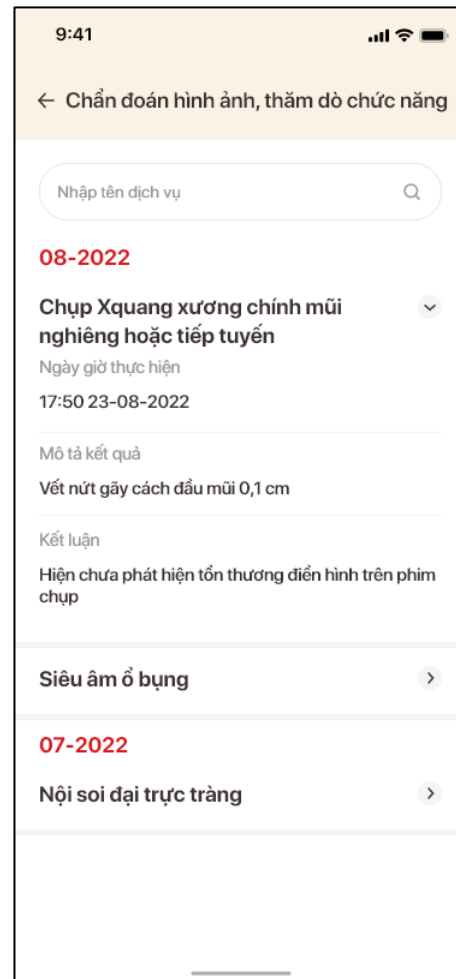 9:41
Chẩn đoán hình ảnh, thăm dò chức năng
Nhập tên dịch vụ
08-2022
Chụp Xquang xương chính mũi
nghiêng hoặc tiếp tuyến
Ngày giờ thực hiện
17:50 23-08-2022
Mô tả kết quả
Vết nứt gãy cách đầu mũi 0,1 cm
Kết luận
Hiện chưa phát hiện tổn thương điển hình trên phim
chụp
Siêu âm ổ bụng
07-2022
Nội soi đại trực tràng